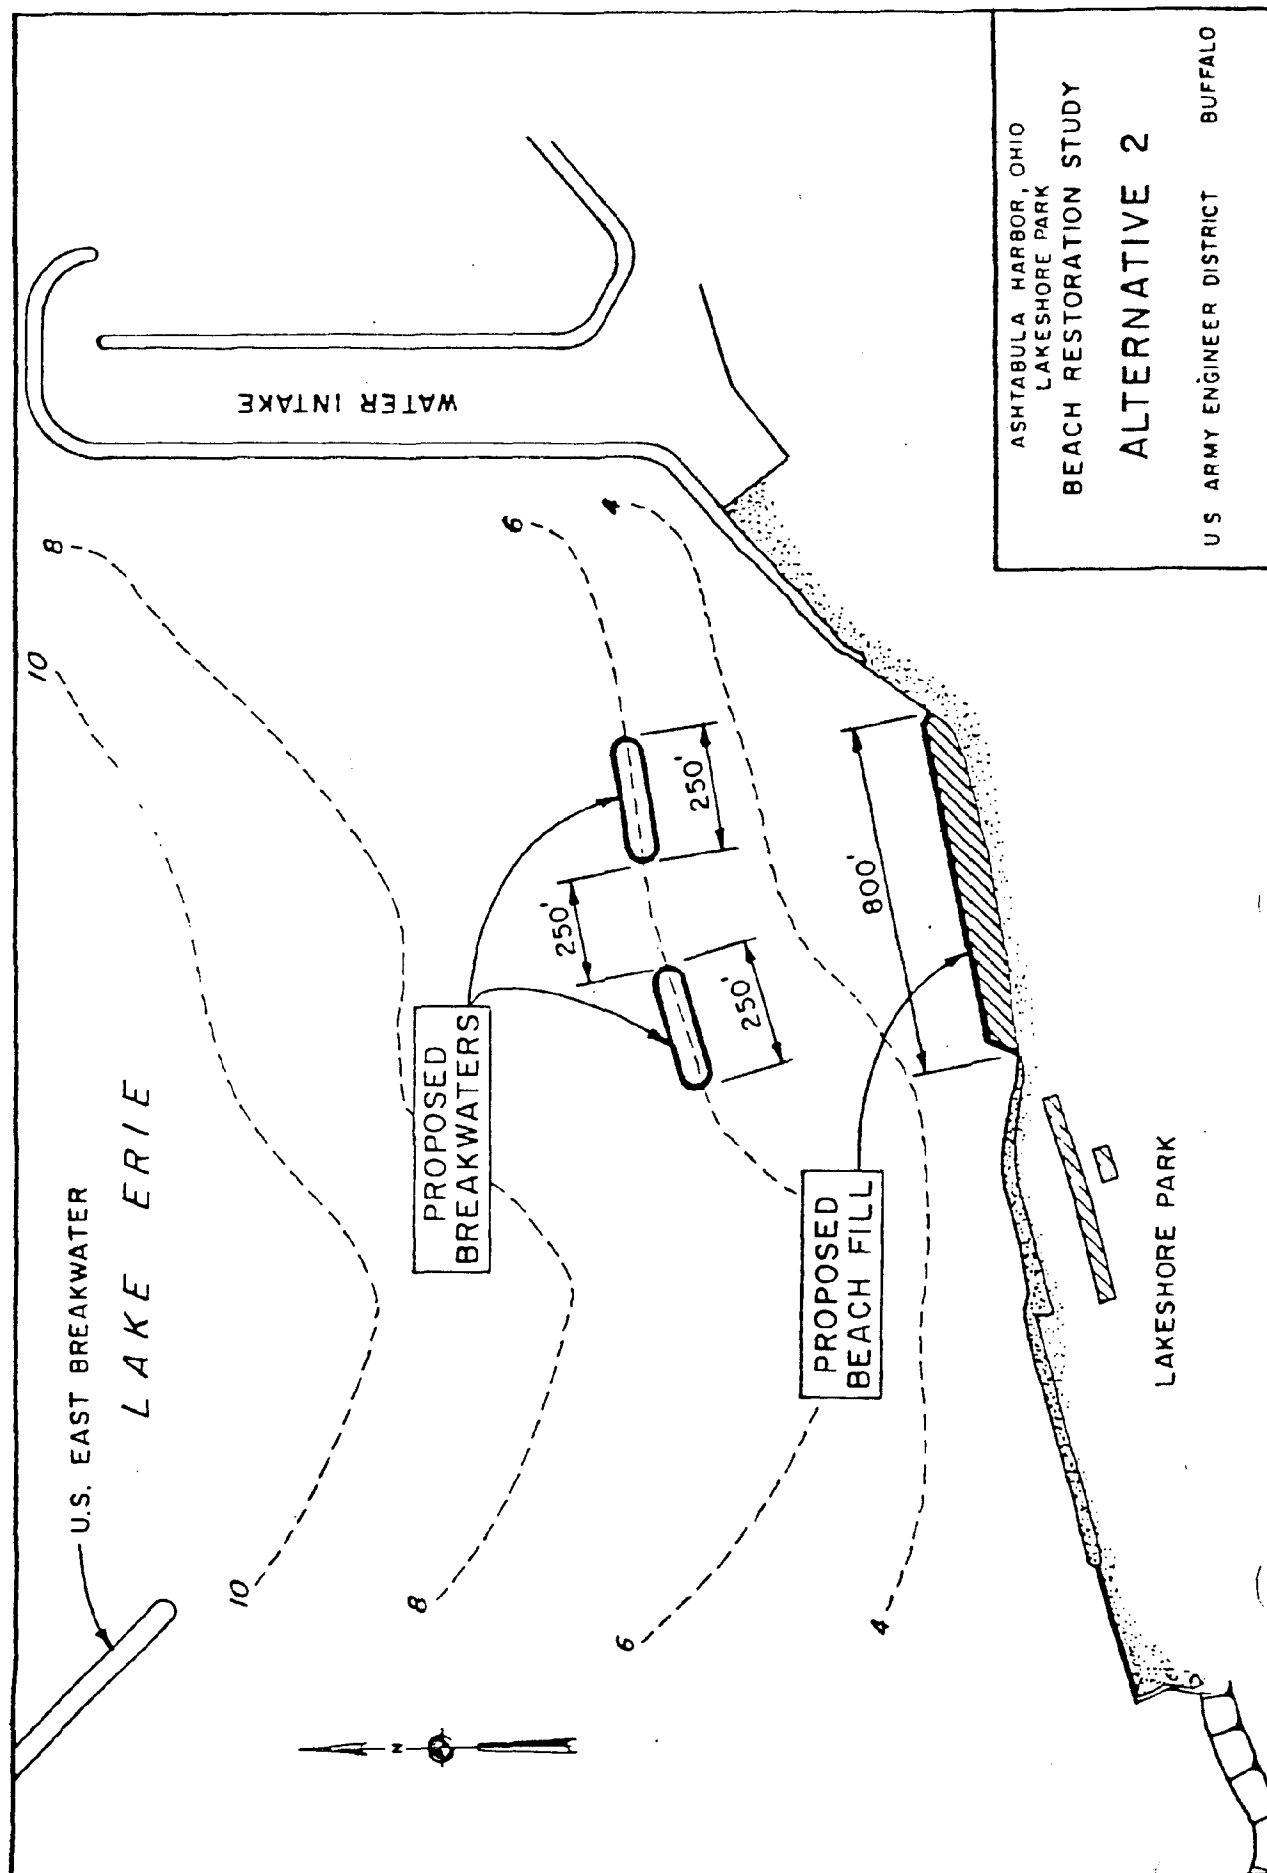 U.S. EAST BREAKWATER
LAKE ERIE
10
8
6
4
10
8
6
4
N
WATER INTAKE
PROPOSED
BREAKWATERS
250'
250'
250'
800'
PROPOSED
BEACH FILL
LAKESHORE PARK
ASHTABULA HARBOR, OHIO
LAKESHORE PARK
BEACH RESTORATION STUDY
ALTERNATIVE 2
US ARMY ENGINEER DISTRICT BUFFALO